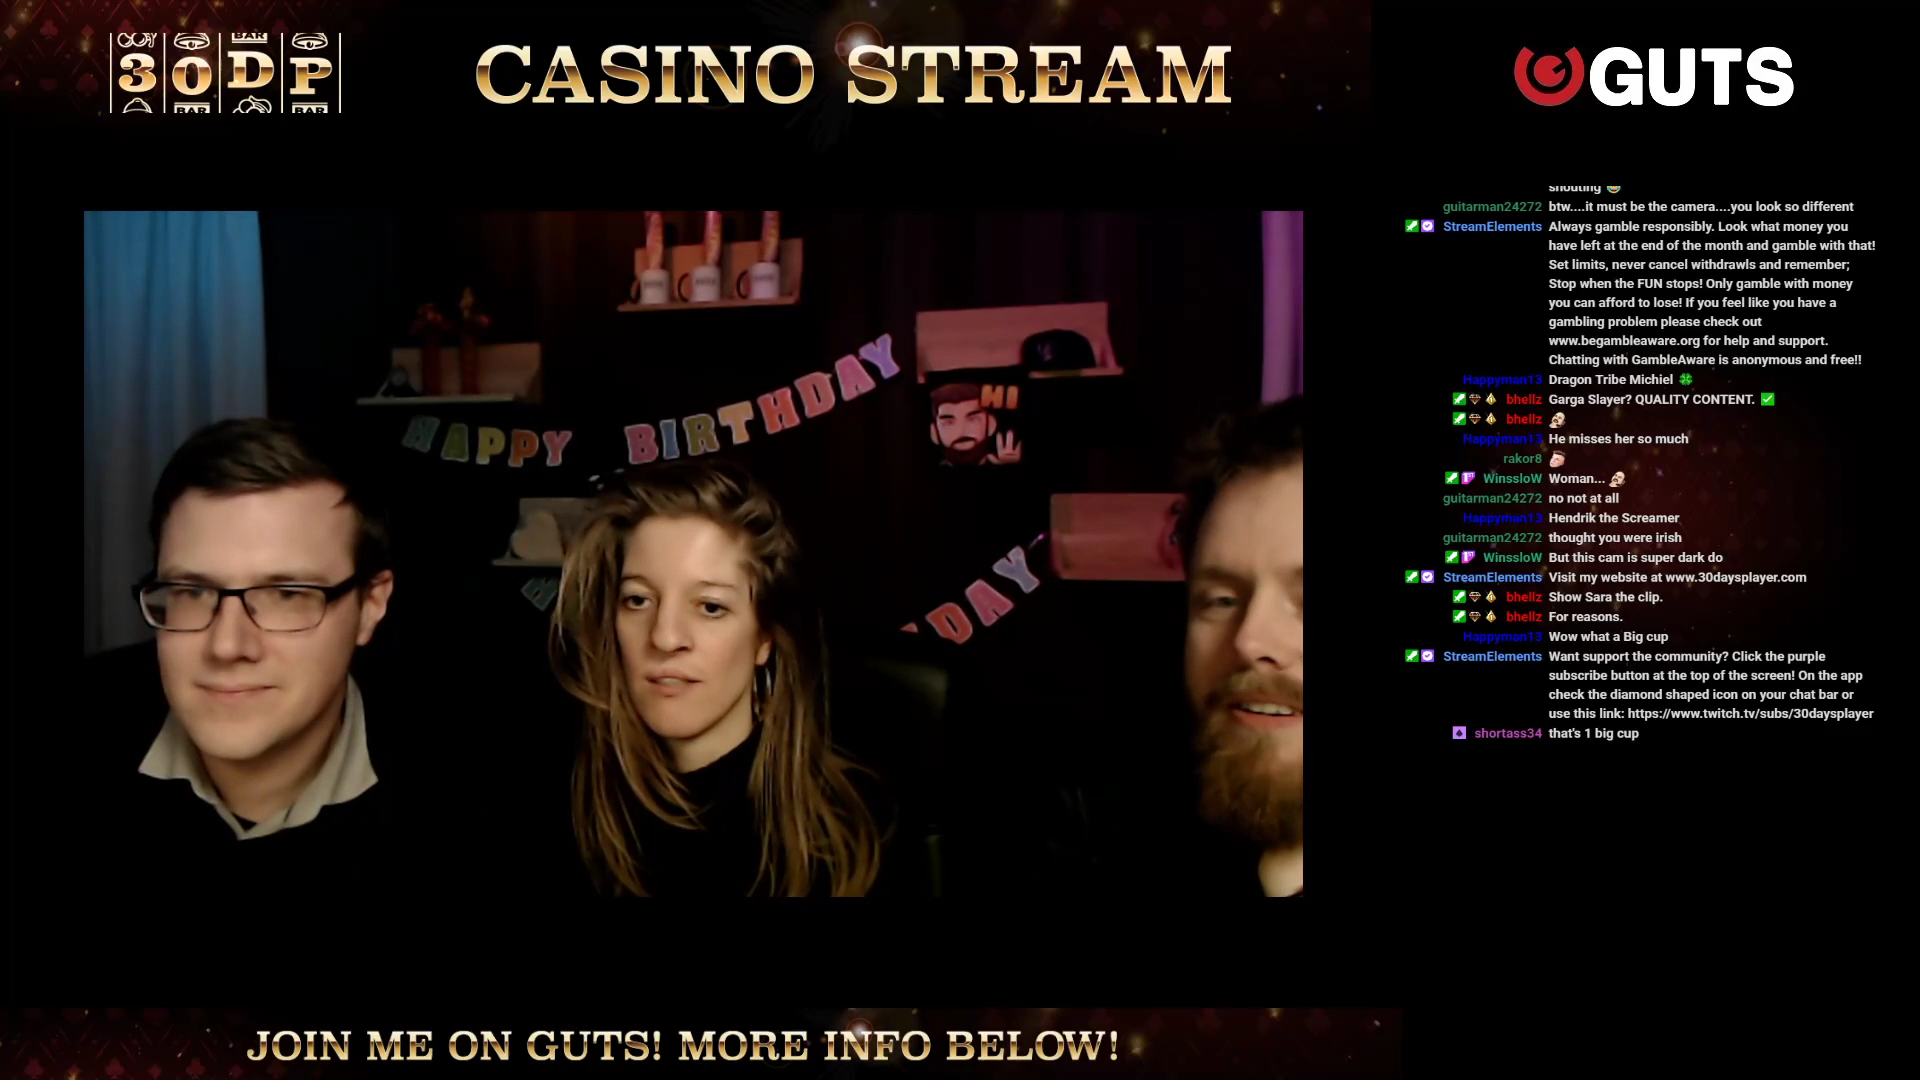 30DP
CASINO STREAM
GUTS
HAPPY BIRTHDAY
HI
DAY
shouting
guitarman24272 btw....it must be the camera....you look so different
StreamElements Always gamble responsibly. Look what money you
have left at the end of the month and gamble with that!
Set limits, never cancel withdrawls and remember;
Stop when the FUN stops! Only gamble with money
you can afford to lose! If you feel like you have a
gambling problem please check out
www.begambleaware.org for help and support.
Chatting with GambleAware is anonymous and free!!
Happyman13 Dragon Tribe Michiel
bhellz Garga Slayer? QUALITY CONTENT.
bhellz
Happyman13 He misses her so much
rakor8
WinssloW Woman...
guitarman24272 no not at all
Happyman13 Hendrik the Screamer
guitarman24272 thought you were irish
WinssloW But this cam is super dark do
StreamElements Visit my website at www.30daysplayer.com
bhellz Show Sara the clip.
bhellz For reasons.
Happyman13 Wow what a Big cup
StreamElements Want support the community? Click the purple
subscribe button at the top of the screen! On the app
check the diamond shaped icon on your chat bar or
use this link: https://www.twitch.tv/subs/30daysplayer
shortass34 that's 1 big cup
JOIN ME ON GUTS! MORE INFO BELOW!